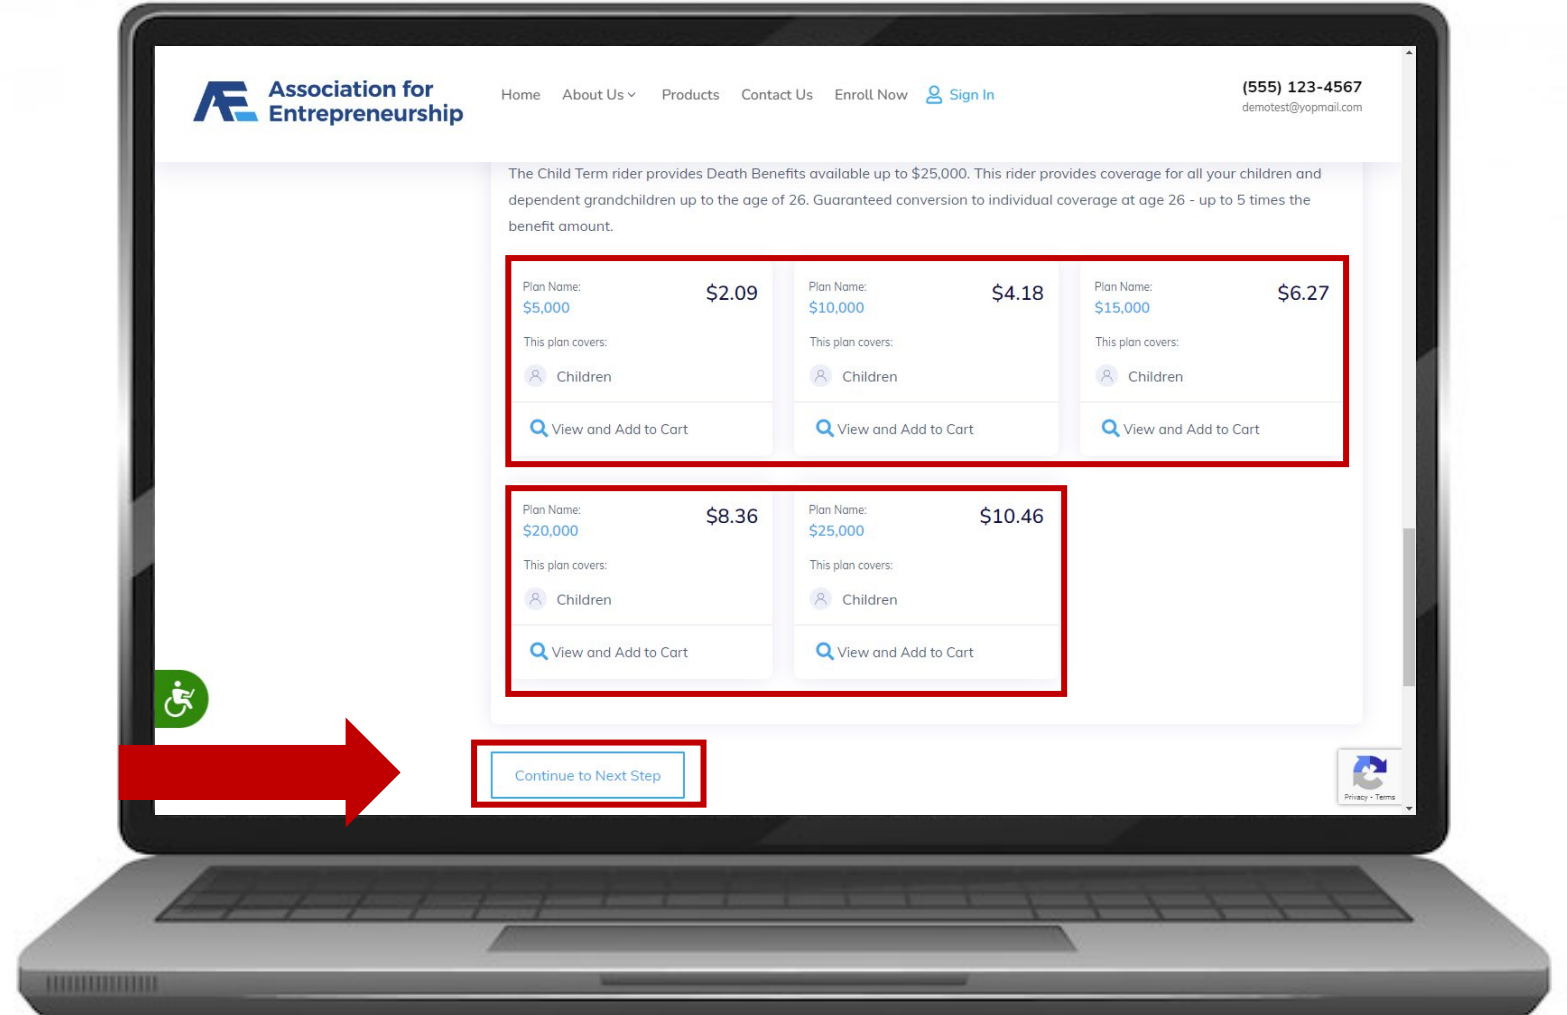 Association for
Entrepreneurship
Home About Us Products Contact Us Enroll Now Sign In
(555) 123-4567
demotest@yopmail.com
The Child Term rider provides Death Benefits available up to $25,000. This rider provides coverage for all your children and
dependent grandchildren up to the age of 26. Guaranteed conversion to individual coverage at age 26 - up to 5 times the
benefit amount.
Plan Name:
$5,000
$2.09
This plan covers:
Children
View and Add to Cart
Plan Name:
$10,000
$4.18
This plan covers:
Children
View and Add to Cart
Plan Name:
$15,000
$6.27
This plan covers:
Children
View and Add to Cart
Plan Name:
$20,000
$8.36
This plan covers:
Children
View and Add to Cart
Plan Name:
$25,000
$10.46
This plan covers:
Children
View and Add to Cart
Continue to Next Step
Privacy - Terms